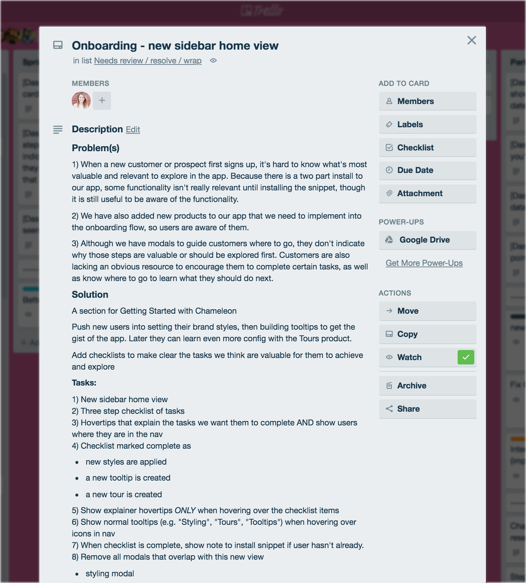 Trello
Onboarding - new sidebar home view
in list Needs review / resolve / wrap
MEMBERS
Description Edit
Problem(s)
1) When a new customer or prospect first signs up, it's hard to know what's most
valuable and relevant to explore in the app. Because there is a two part install to
our app, some functionality isn't really relevant until installing the snippet, though
it is still useful to be aware of the functionality.
2) We have also added new products to our app that we need to implement into
the onboarding flow, so users are aware of them.
3) Although we have modals to guide customers where to go, they don't indicate
why those steps are valuable or should be explored first. Customers are also
lacking an obvious resource to encourage them to complete certain tasks, as well
as know where to go to learn what they should do next.
Solution
A section for Getting Started with Chameleon
Push new users into setting their brand styles, then building tooltips to get the
gist of the app. Later they can learn even more config with the Tours product.
Add checklists to make clear the tasks we think are valuable for them to achieve
and explore
Tasks:
1) New sidebar home view
2) Three step checklist of tasks
3) Hovertips that explain the tasks we want them to complete AND show users
where they are in the nav
4) Checklist marked complete as
• new styles are applied
• a new tooltip is created
• a new tour is created
5) Show explainer hovertips ONLY when hovering over the checklist items
6) Show normal tooltips (e.g. "Styling", "Tours", "Tooltips") when hovering over
icons in nav
7) When checklist is complete, show note to install snippet if user hasn't already.
8) Remove all modals that overlap with this new view
• styling modal
ADD TO CARD
Members
Labels
Checklist
Due Date
Attachment
POWER-UPS
Google Drive
Get More Power-Ups
ACTIONS
Move
Copy
Watch
Archive
Share